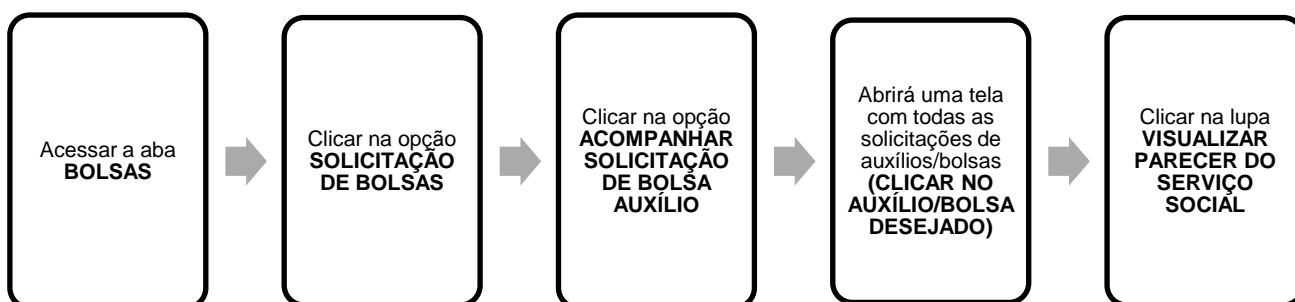 Acessar a aba
BOLSAS
Clicar na opção
SOLICITAÇÃO
DE BOLSAS
Clicar na opção
ACOMPANHAR
SOLICITAÇÃO
DE BOLSA
AUXÍLIO
Abrirá uma tela
com todas as
solicitações de
auxílios/bolsas
(CLICAR NO
AUXÍLIO/BOLSA
DESEJADO)
Clicar na lupa
VISUALIZAR
PARECER DO
SERVIÇO
SOCIAL